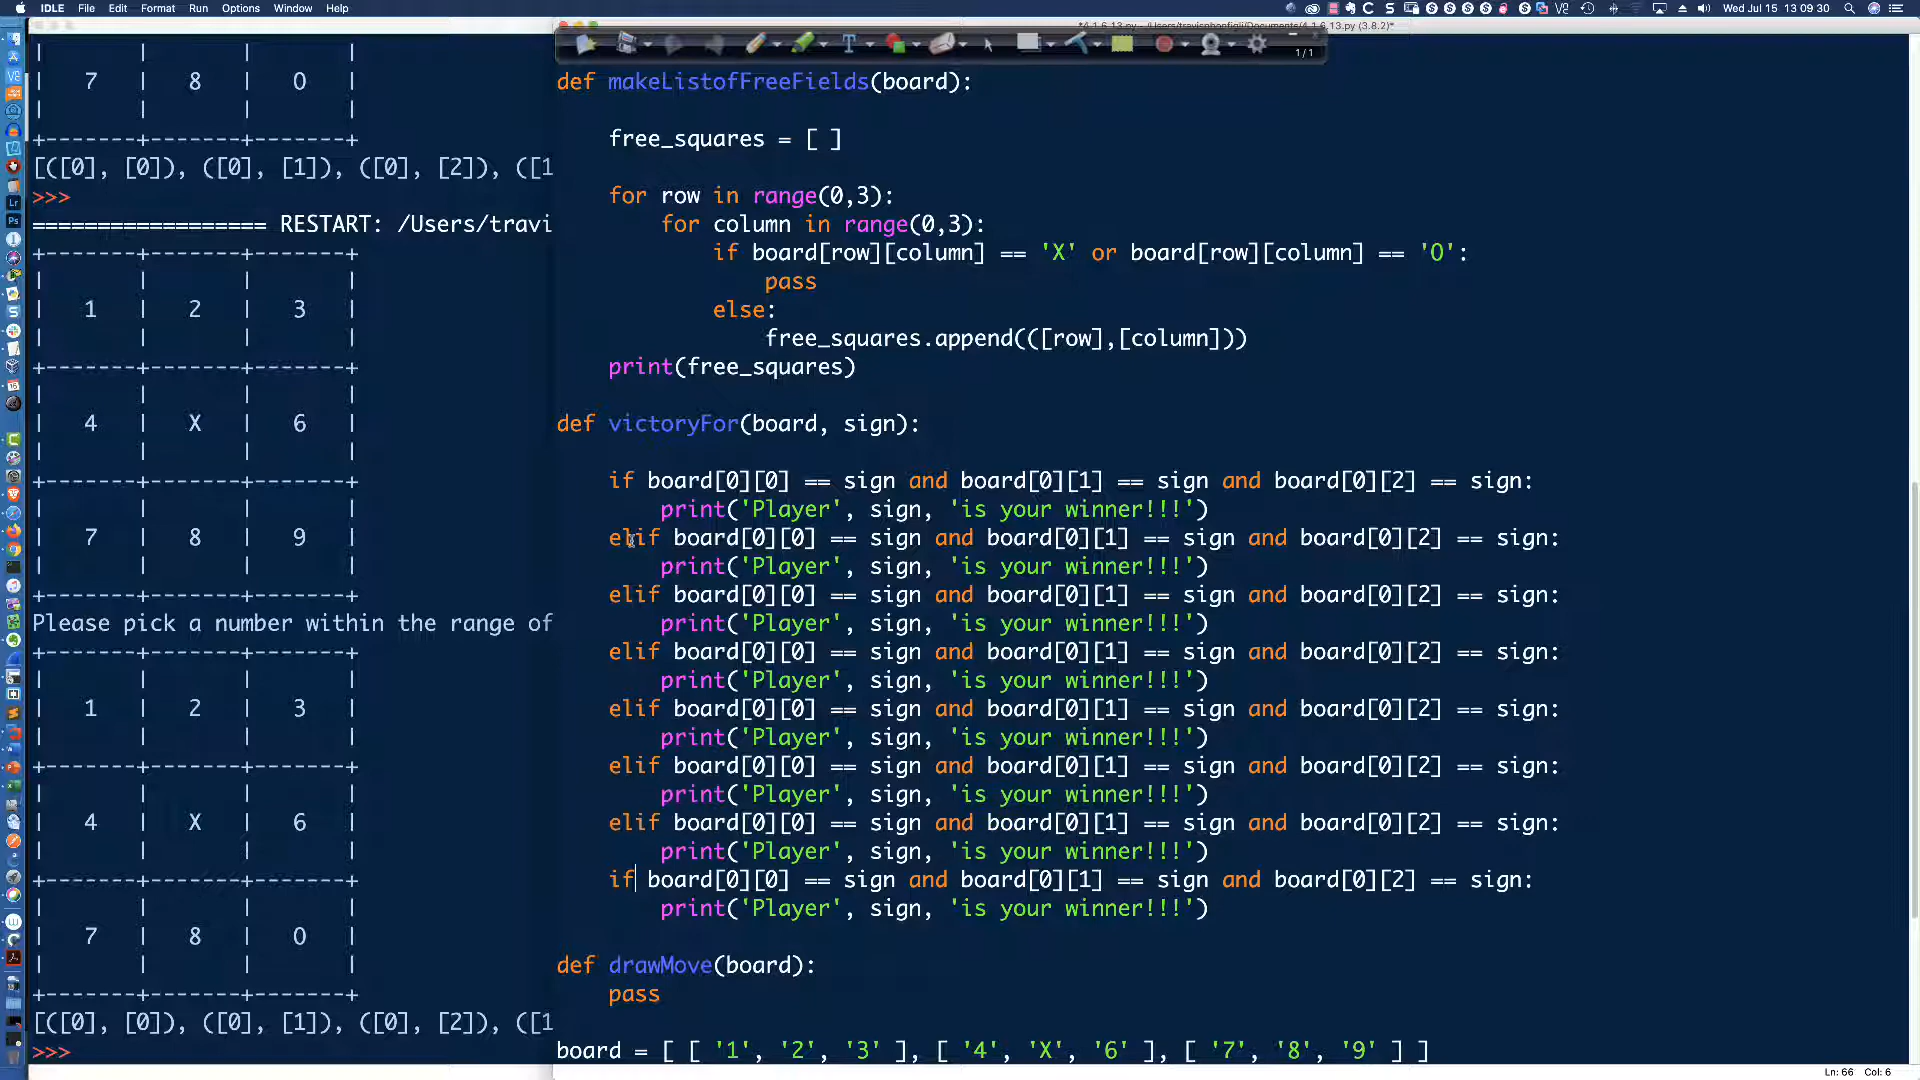 IDLE File Edit Format Run Options Window Help
Wed Jul 15 13 09 30
1/1
| 7 | 8 | O |
+-------+-------+-------+
[([0], [0]), ([0], [1]), ([0], [2]), ([1
>>>
================= RESTART: /Users/travi
+-------+-------+-------+
| 1 | 2 | 3 |
+-------+-------+-------+
| 4 | X | 6 |
+-------+-------+-------+
| 7 | 8 | 9 |
+-------+-------+-------+
Please pick a number within the range of
+-------+-------+-------+
| 1 | 2 | 3 |
+-------+-------+-------+
| 4 | X | 6 |
+-------+-------+-------+
| 7 | 8 | O |
+-------+-------+-------+
[([0], [0]), ([0], [1]), ([0], [2]), ([1
>>>
def makeListofFreeFields(board):
free_squares = [ ]
for row in range(0,3):
for column in range(0,3):
if board[row][column] == 'X' or board[row][column] == 'O':
pass
else:
free_squares.append(([row],[column]))
print(free_squares)
def victoryFor(board, sign):
if board[0][0] == sign and board[0][1] == sign and board[0][2] == sign:
print('Player', sign, 'is your winner!!!')
elif board[0][0] == sign and board[0][1] == sign and board[0][2] == sign:
print('Player', sign, 'is your winner!!!')
elif board[0][0] == sign and board[0][1] == sign and board[0][2] == sign:
print('Player', sign, 'is your winner!!!')
elif board[0][0] == sign and board[0][1] == sign and board[0][2] == sign:
print('Player', sign, 'is your winner!!!')
elif board[0][0] == sign and board[0][1] == sign and board[0][2] == sign:
print('Player', sign, 'is your winner!!!')
elif board[0][0] == sign and board[0][1] == sign and board[0][2] == sign:
print('Player', sign, 'is your winner!!!')
elif board[0][0] == sign and board[0][1] == sign and board[0][2] == sign:
print('Player', sign, 'is your winner!!!')
if board[0][0] == sign and board[0][1] == sign and board[0][2] == sign:
print('Player', sign, 'is your winner!!!')
def drawMove(board):
pass
board = [ [ '1', '2', '3' ], [ '4', 'X', '6' ], [ '7', '8', '9' ] ]
Ln: 66 Col: 6